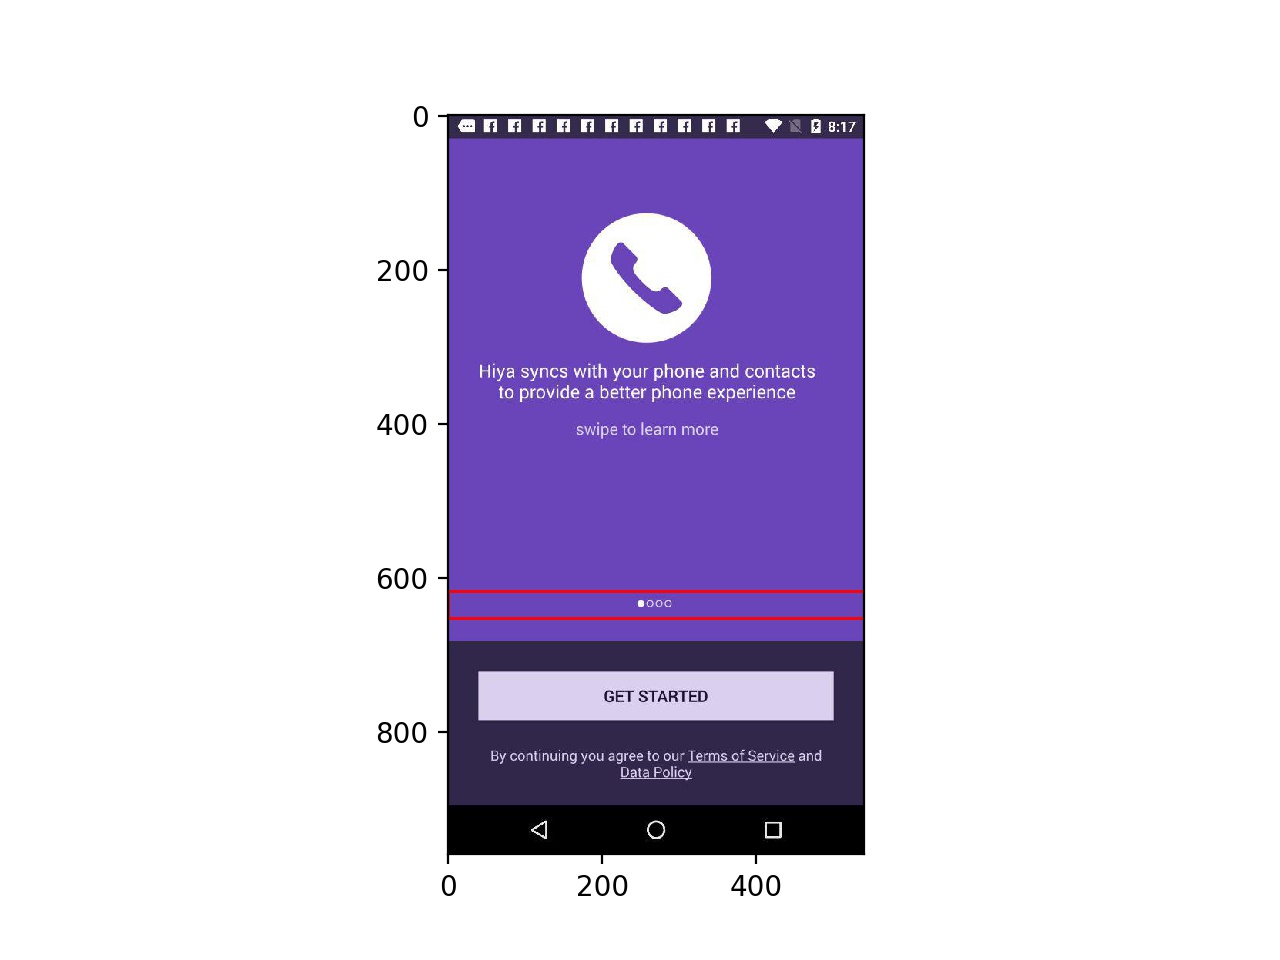 0
200
400
600
800
8:17
Hiya syncs with your phone and contacts
to provide a better phone experience
swipe to learn more
GET STARTED
By continuing you agree to our Terms of Service and
Data Policy
0
200
400